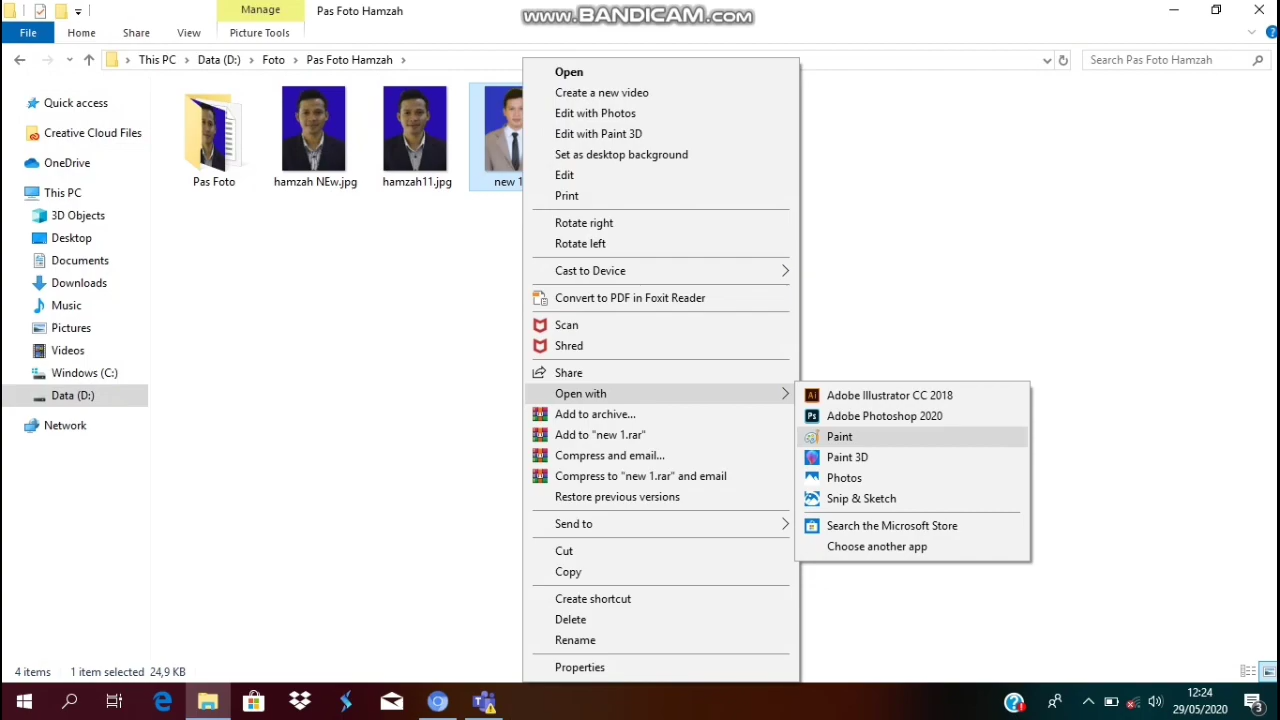 Manage
Pas Foto Hamzah
www.BANDICAM.com
File
Home
Share
View
Picture Tools
This PC
Data (D:)
Foto
Pas Foto Hamzah
Search Pas Foto Hamzah
Quick access
Creative Cloud Files
OneDrive
This PC
3D Objects
Desktop
Documents
Downloads
Music
Pictures
Videos
Windows (C:)
Data (D:)
Network
Pas Foto
hamzah NEw.jpg
hamzah11.jpg
new 1
Open
Create a new video
Edit with Photos
Edit with Paint 3D
Set as desktop background
Edit
Print
Rotate right
Rotate left
Cast to Device
Convert to PDF in Foxit Reader
Scan
Shred
Share
Open with
Add to archive...
Add to "new 1.rar"
Compress and email...
Compress to "new 1.rar" and email
Restore previous versions
Send to
Cut
Copy
Create shortcut
Delete
Rename
Properties
Adobe Illustrator CC 2018
Adobe Photoshop 2020
Paint
Paint 3D
Photos
Snip & Sketch
Search the Microsoft Store
Choose another app
4 items
1 item selected 24,9 KB
12:24
29/05/2020
3